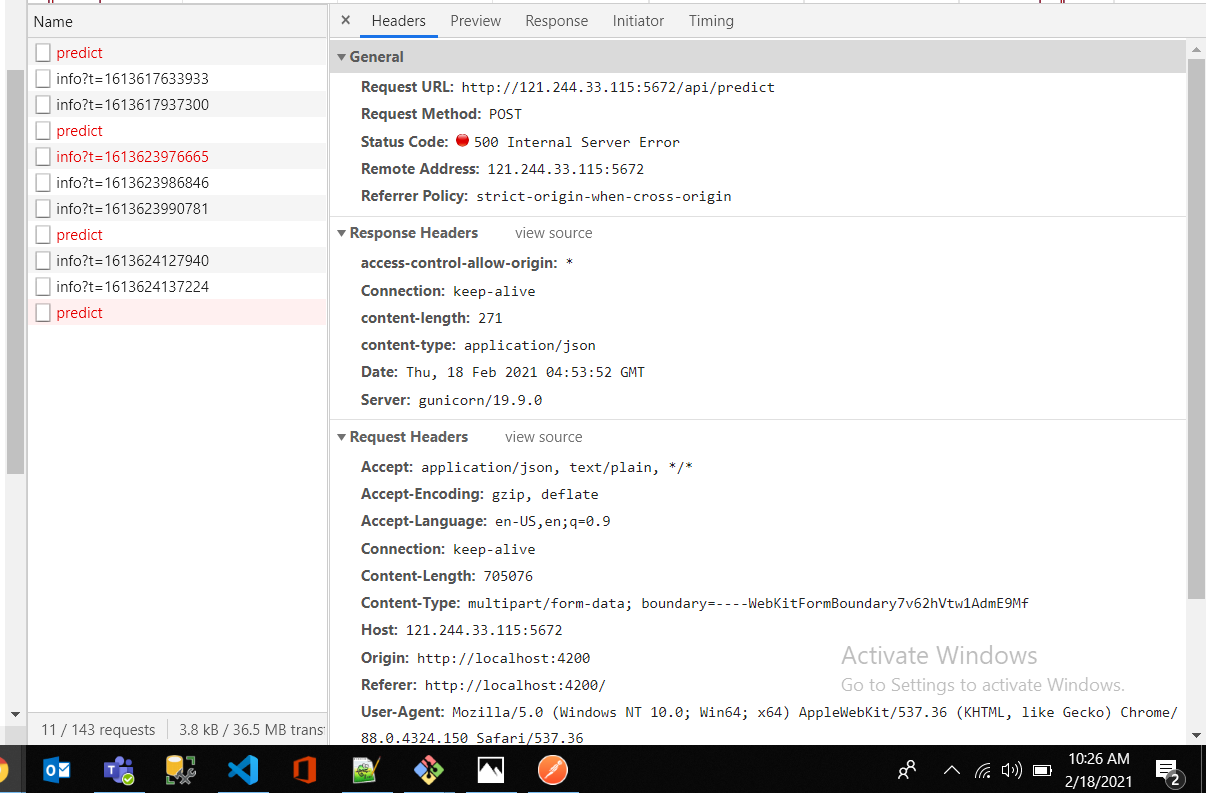 Name
Headers Preview Response Initiator Timing
predict
info?t=1613617633933
info?t=1613617937300
predict
info?t=1613623976665
info?t=1613623986846
info?t=1613623990781
predict
info?t=1613624127940
info?t=1613624137224
predict
General
Request URL: http://121.244.33.115:5672/api/predict
Request Method: POST
Status Code: 500 Internal Server Error
Remote Address: 121.244.33.115:5672
Referrer Policy: strict-origin-when-cross-origin
Response Headers view source
access-control-allow-origin: *
Connection: keep-alive
content-length: 271
content-type: application/json
Date: Thu, 18 Feb 2021 04:53:52 GMT
Server: gunicorn/19.9.0
Request Headers view source
Accept: application/json, text/plain, */*
Accept-Encoding: gzip, deflate
Accept-Language: en-US,en;q=0.9
Connection: keep-alive
Content-Length: 705076
Content-Type: multipart/form-data; boundary=----WebKitFormBoundary7v62hVtw1AdmE9Mf
Host: 121.244.33.115:5672
Origin: http://localhost:4200
Referer: http://localhost:4200/
User-Agent: Mozilla/5.0 (Windows NT 10.0; Win64; x64) AppleWebKit/537.36 (KHTML, like Gecko) Chrome/
88.0.4324.150 Safari/537.36
Activate Windows
Go to Settings to activate Windows.
11 / 143 requests 3.8 kB / 36.5 MB trans
10:26 AM
2/18/2021
2